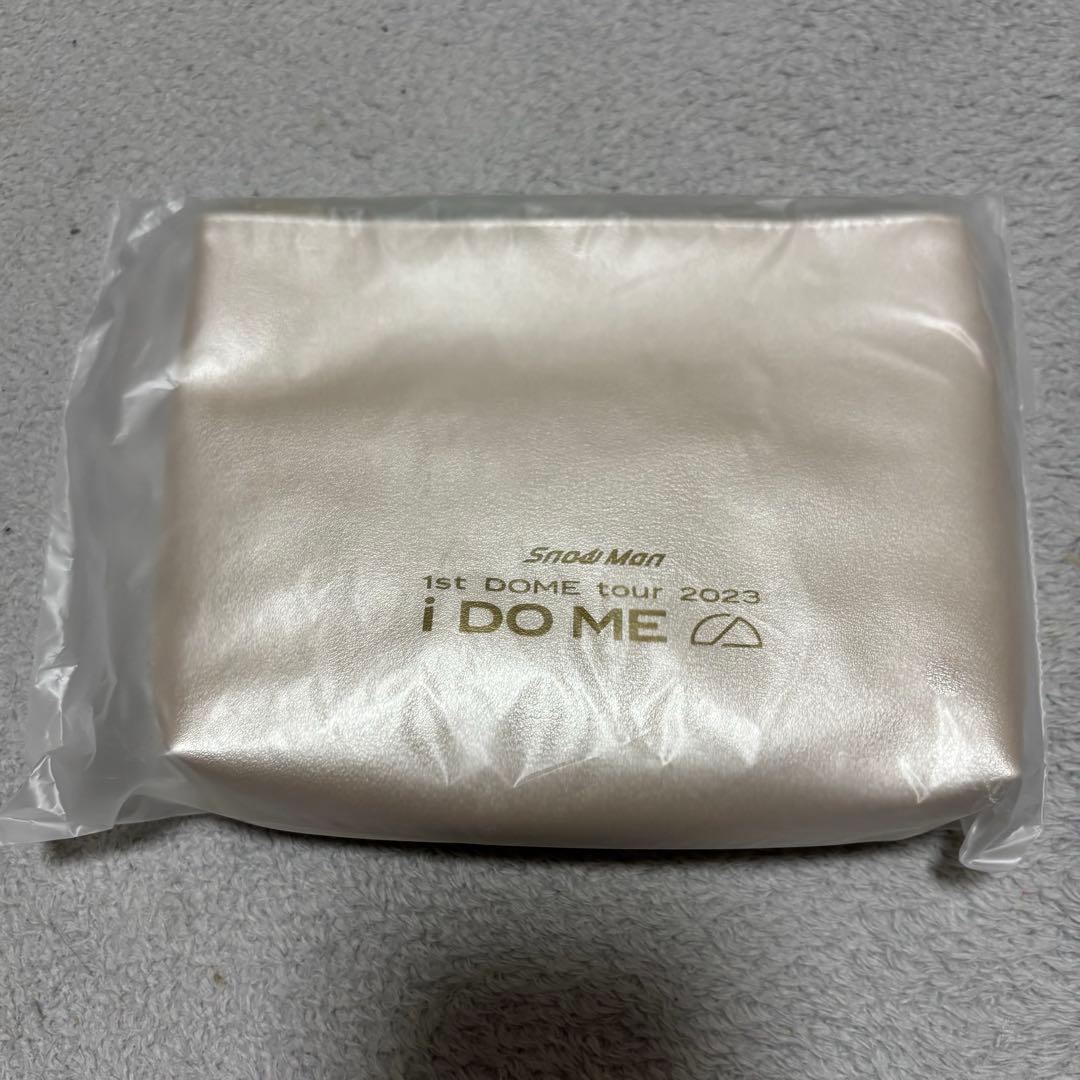 Snow Man
1st DOME tour 2023
i DO ME